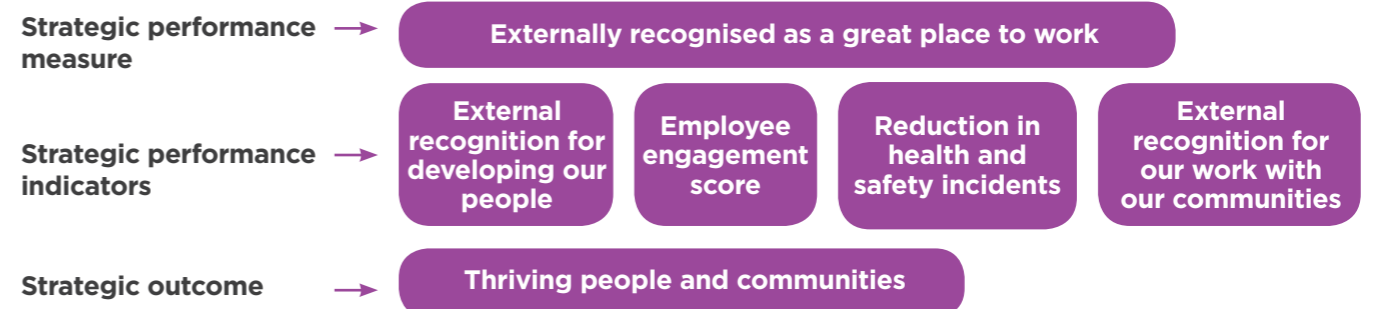 Strategic performance
measure
Externally recognised as a great place to work
Strategic performance
indicators
External
recognition for
developing our
people
Employee
engagement
score
Reduction in
health and
safety incidents
External
recognition for
our work with
our communities
Strategic outcome
Thriving people and communities